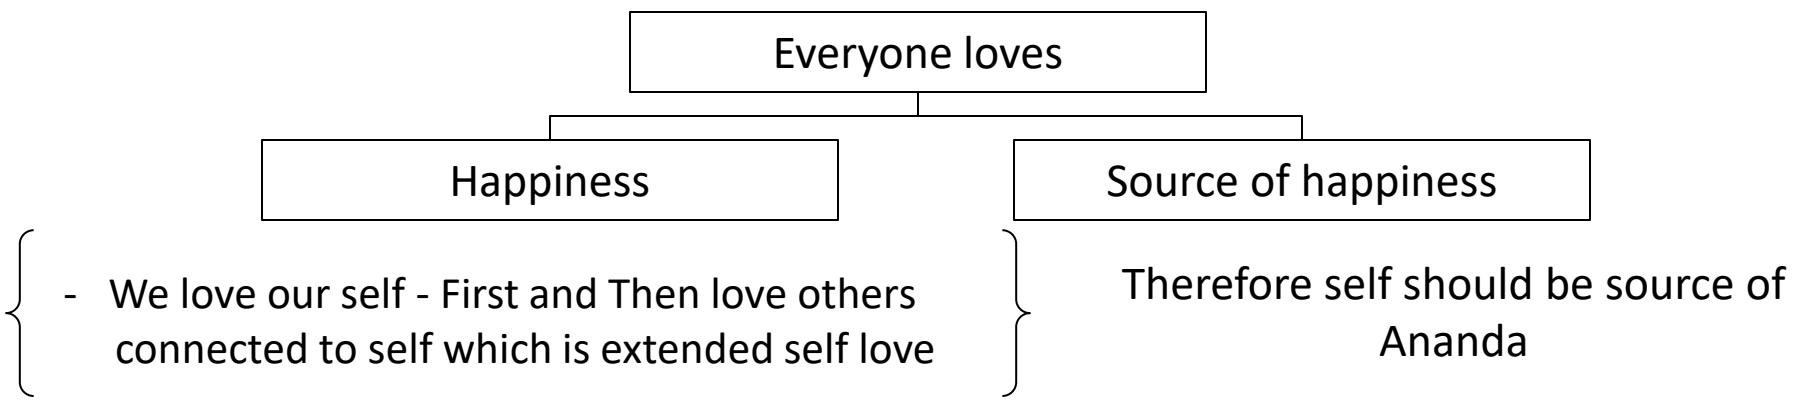 Everyone loves
Happiness
Source of happiness
- We love our self - First and Then love others
connected to self which is extended self love
Therefore self should be source of
Ananda